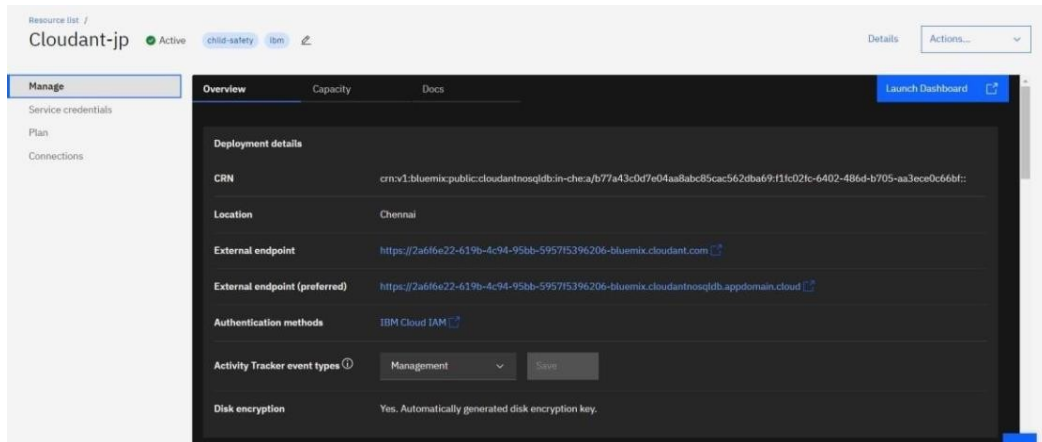 Resource list /
Cloudant-jp Active child-safety ibm Details Actions...
Manage
Service credentials
Plan
Connections
Overview Capacity Docs Launch Dashboard
Deployment details
CRN crn:v1:bluemix:public:cloudantnosqldb:in-che:a/b77a43c0d7e04aa8abc85cac562dba69:f1fc02fc-6402-486d-b705-aa3ece0c66bf::
Location Chennai
External endpoint https://2a6f6e22-619b-4c94-95bb-5957f5396206-bluemix.cloudant.com
External endpoint (preferred) https://2a6f6e22-619b-4c94-95bb-5957f5396206-bluemix.cloudantnosqldb.appdomain.cloud
Authentication methods IBM Cloud IAM
Activity Tracker event types Management Save
Disk encryption Yes. Automatically generated disk encryption key.